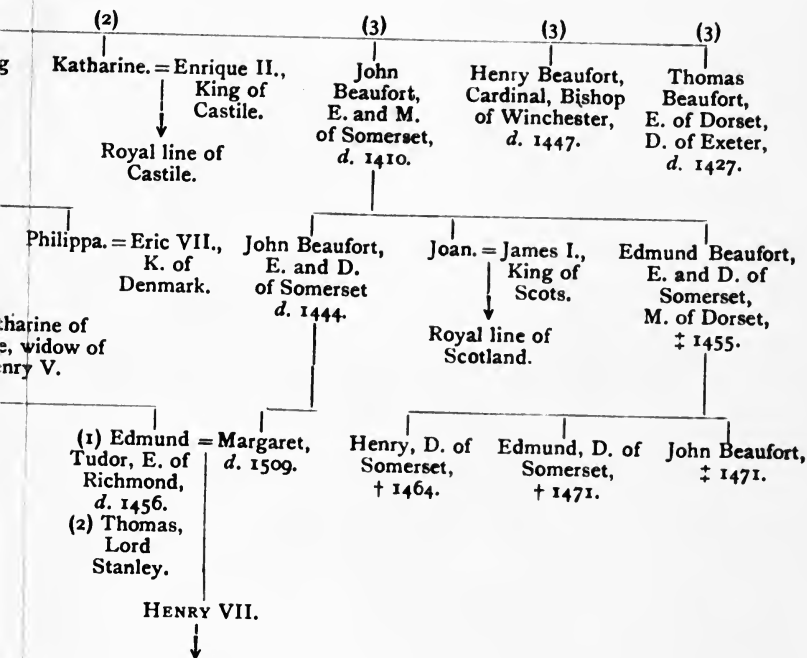 (2) (3) (3) (3)
g
Katharine. = Enrique II.,
King of
Castile.
Royal line of
Castile.
John
Beaufort,
E. and M.
of Somerset,
d. 1410.
Henry Beaufort,
Cardinal, Bishop
of Winchester,
d. 1447.
Thomas
Beaufort,
E. of Dorset,
D. of Exeter,
d. 1427.
Philippa. = Eric VII.,
K. of
Denmark.
John Beaufort,
E. and D.
of Somerset
d. 1444.
Joan. = James I.,
King of
Scots.
Royal line of
Scotland.
Edmund Beaufort,
E. and D. of
Somerset,
M. of Dorset,
‡ 1455.
tharine of
e, widow of
enry V.
(1) Edmund = Margaret,
Tudor, E. of
Richmond,
d. 1456.
(2) Thomas,
Lord
Stanley.
d. 1509.
Henry, D. of
Somerset,
† 1464.
Edmund, D. of
Somerset,
† 1471.
John Beaufort,
‡ 1471.
HENRY VII.